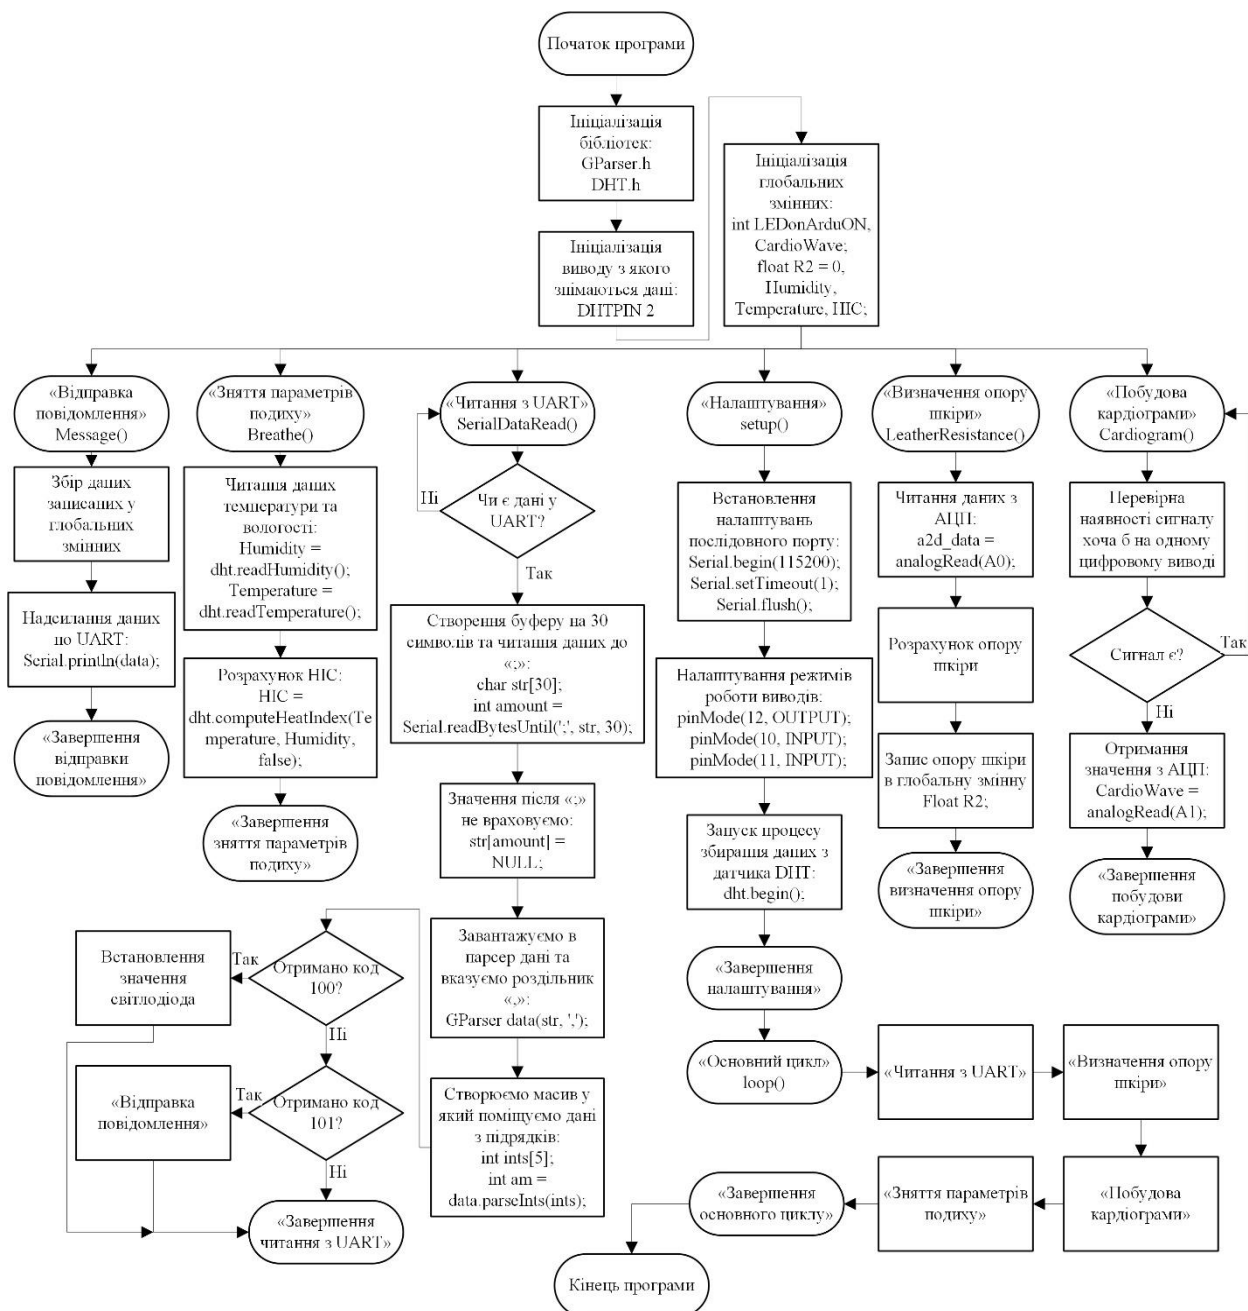 Початок програми
Ініціалізація
бібліотек:
GParser.h
DHT.h
Ініціалізація
виводу з якого
знімаються дані:
DHTPIN 2
Ініціалізація
глобальних
змінних:
int LEDonArduON,
CardioWave;
float R2 = 0,
Humidity,
Temperature, HIC;
«Відправка
повідомлення»
Message()
Збір даних
записаних у
глобальних
змінних
Надсилання даних
по UART:
Serial.println(data);
«Завершення
відправки
повідомлення»
«Зняття параметрів
подиху»
Breathe()
Читання даних
температури та
вологості:
Humidity =
dht.readHumidity();
Temperature =
dht.readTemperature();
Розрахунок HIC:
HIC =
dht.computeHeatIndex(Te
mperature, Humidity,
false);
«Завершення
зняття параметрів
подиху»
«Читання з UART»
SerialDataRead()
Ні
Чи є дані у
UART?
Так
Створення буферу на 30
символів та читання даних до
«;»:
char str[30];
int amount =
Serial.readBytesUntil(';', str, 30);
Значення після «;»
не враховуємо:
str[amount] =
NULL;
Завантажуємо в
парсер дані та
вказуємо роздільник
«,»:
GParser data(str, ',');
Створюємо масив у
який поміщуємо дані
з підрядків:
int ints[5];
int am =
data.parseInts(ints);
Отримано код
100?
Так
Встановлення
значення
світлодіода
Ні
Отримано код
101?
Так
«Відправка
повідомлення»
Ні
«Завершення
читання з UART»
«Налаштування»
setup()
Встановлення
налаштувань
послідовного порту:
Serial.begin(115200);
Serial.setTimeout(1);
Serial.flush();
Налаштування режимів
роботи виводів:
pinMode(12, OUTPUT);
pinMode(10, INPUT);
pinMode(11, INPUT);
Запуск процесу
збирання даних з
датчика DHT:
dht.begin();
«Завершення
налаштування»
«Визначення опору
шкіри»
LeatherResistance()
Читання даних з
АЦП:
a2d_data =
analogRead(A0);
Розрахунок опору
шкіри
Запис опору шкіри
в глобальну змінну
Float R2;
«Завершення
визначення опору
шкіри»
«Побудова
кардіограми»
Cardiogram()
Перевірна
наявності сигналу
хоча б на одному
цифровому виводі
Сигнал є?
Так
Ні
Отримання
значення з АЦП:
CardioWave =
analogRead(A1);
«Завершення
побудови
кардіограми»
«Основний цикл»
loop()
«Читання з UART»
«Визначення опору
шкіри»
«Побудова
кардіограми»
«Зняття параметрів
подиху»
«Завершення
основного циклу»
Кінець програми